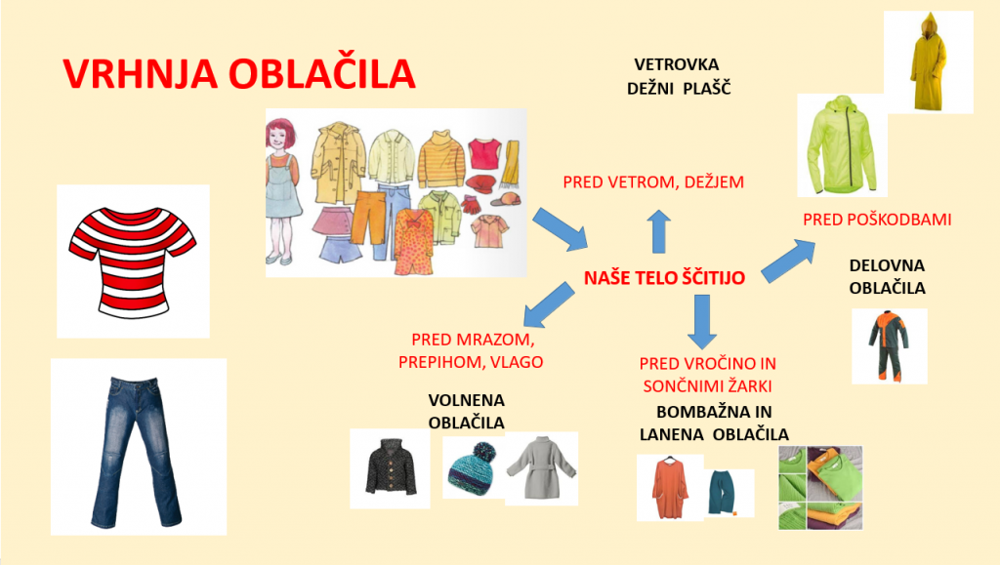 VRHNJA OBLAČILA
VETROVKA
DEŽNI PLAŠČ
PRED VETROM, DEŽJEM
PRED POŠKODBAMI
DELOVNA
OBLAČILA
NAŠE TELO ŠČITIJO
PRED MRAZOM,
PREPIHOM, VLAGO
VOLNENA
OBLAČILA
PRED VROČINO IN
SONČNIMI ŽARKI
BOMBAŽNA IN
LANENA OBLAČILA